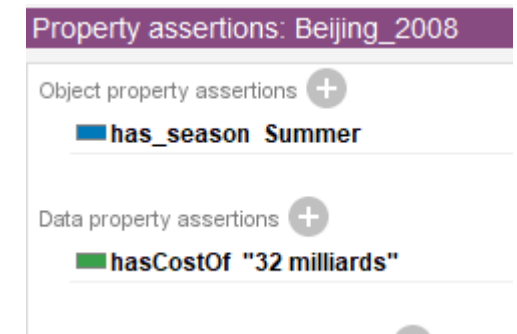 Property assertions: Beijing_2008
Object property assertions
has_season Summer
Data property assertions
hasCostOf "32 milliards"